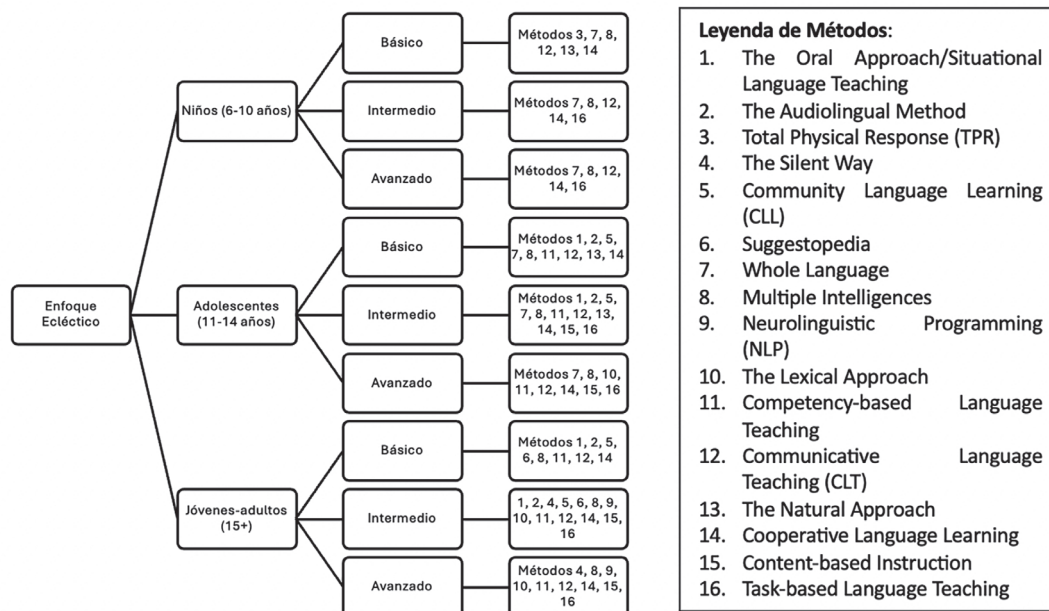 Enfoque
Ecléctico
Niños (6-10 años)
Básico
Métodos 3, 7, 8,
12, 13, 14
Intermedio
Métodos 7, 8, 12,
14, 16
Avanzado
Métodos 7, 8, 12,
14, 16
Adolescentes
(11-14 años)
Básico
Métodos 1, 2, 5,
7, 8, 11, 12, 13, 14
Intermedio
Métodos 1, 2, 5,
7, 8, 11, 12, 13,
14, 15, 16
Avanzado
Métodos 7, 8, 10,
11, 12, 14, 15, 16
Jóvenes-adultos
(15+)
Básico
Métodos 1, 2, 5,
6, 8, 11, 12, 14
Intermedio
1, 2, 4, 5, 6, 8, 9,
10, 11, 12, 14, 15,
16
Avanzado
Métodos 4, 8, 9,
10, 11, 12, 14, 15,
16
Leyenda de Métodos:
1. The Oral Approach/Situational
Language Teaching
2. The Audiolingual Method
3. Total Physical Response (TPR)
4. The Silent Way
5. Community Language Learning
(CLL)
6. Suggestopedia
7. Whole Language
8. Multiple Intelligences
9. Neurolinguistic Programming
(NLP)
10. The Lexical Approach
11. Competency-based Language
Teaching
12. Communicative Language
Teaching (CLT)
13. The Natural Approach
14. Cooperative Language Learning
15. Content-based Instruction
16. Task-based Language Teaching